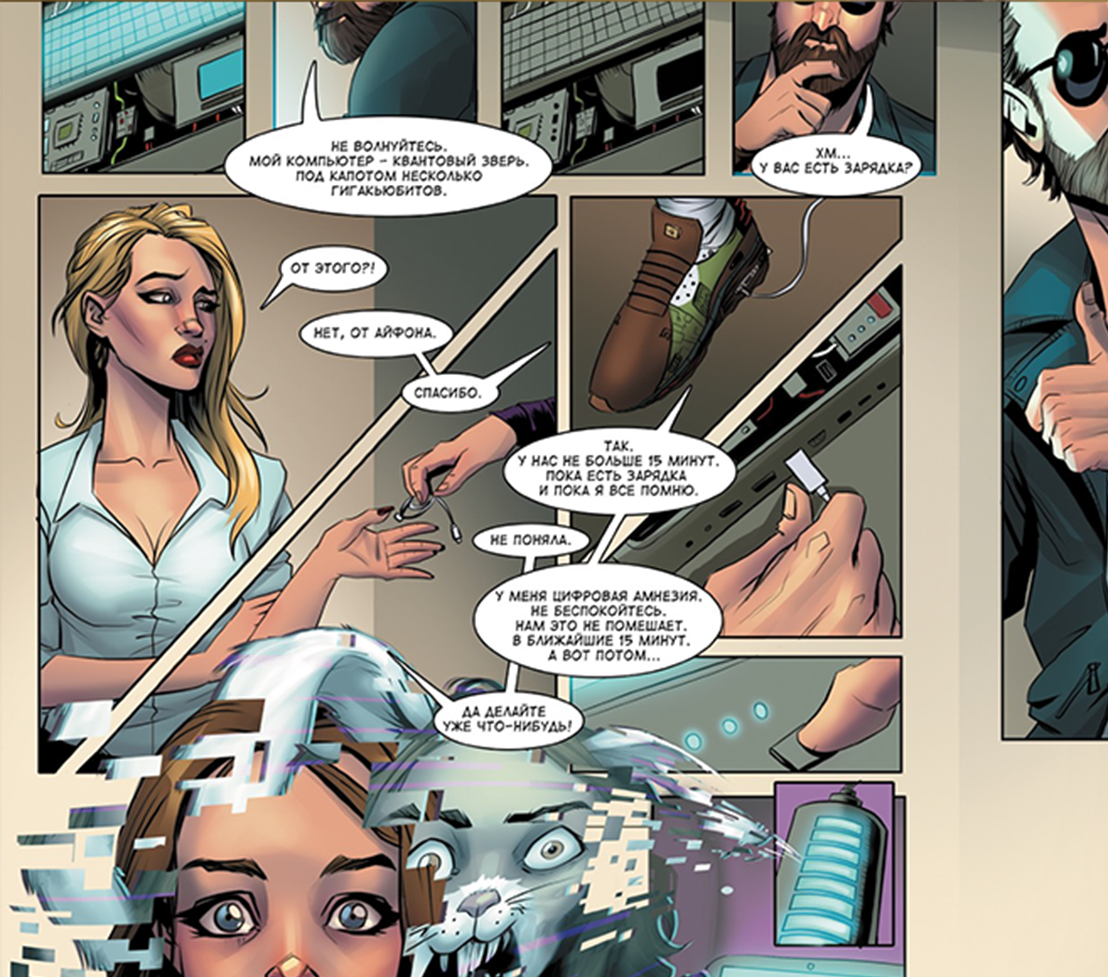 НЕ ВОЛНУЙТЕСЬ.
МОЙ КОМПЬЮТЕР – КВАНТОВЫЙ ЗВЕРЬ.
ПОД КАПОТОМ НЕСКОЛЬКО
ГИГАКЬЮБИТОВ.
ХМ...
У ВАС ЕСТЬ ЗАРЯДКА?
ОТ ЭТОГО?!
НЕТ, ОТ АЙФОНА.
СПАСИБО.
ТАК.
У НАС НЕ БОЛЬШЕ 15 МИНУТ.
ПОКА ЕСТЬ ЗАРЯДКА
И ПОКА Я ВСЕ ПОМНЮ.
НЕ ПОНЯЛА.
У МЕНЯ ЦИФРОВАЯ АМНЕЗИЯ.
НЕ БЕСПОКОЙТЕСЬ.
НАМ ЭТО НЕ ПОМЕШАЕТ.
В БЛИЖАЙШИЕ 15 МИНУТ.
А ВОТ ПОТОМ...
ДА ДЕЛАЙТЕ
УЖЕ ЧТО-НИБУДЬ!